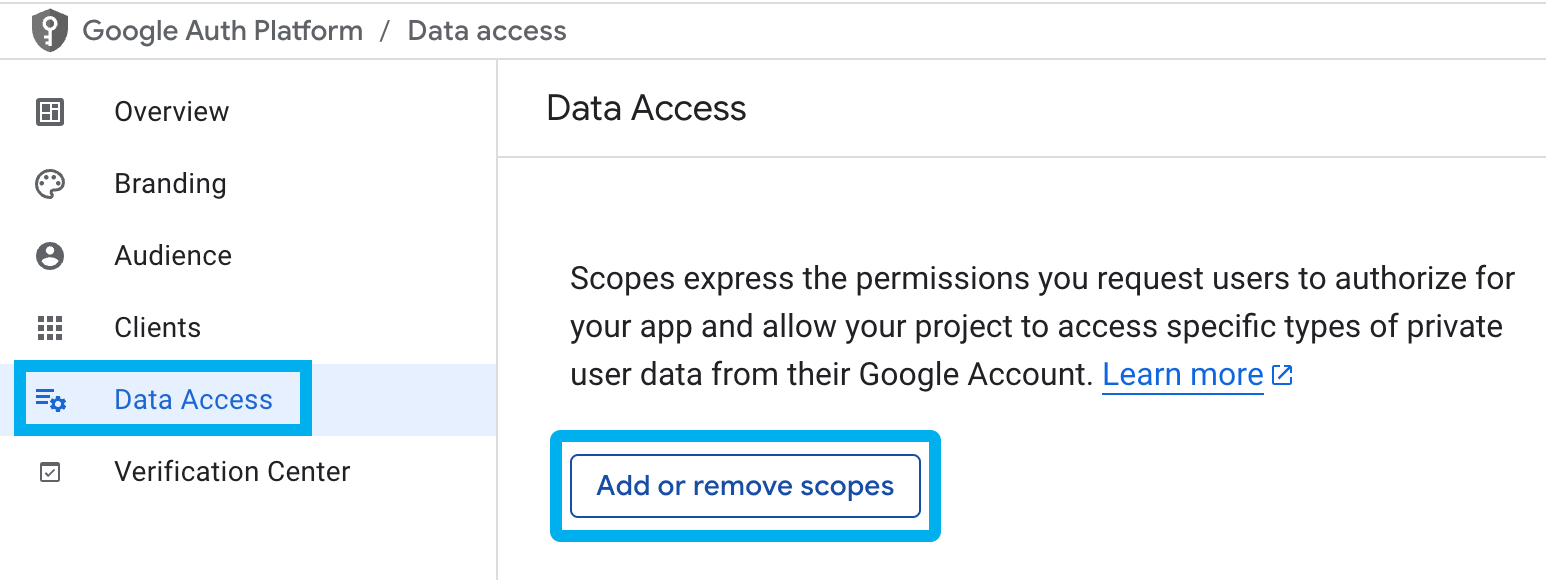 Google Auth Platform / Data access
Overview
Branding
Audience
Clients
Data Access
Verification Center
Data Access
Scopes express the permissions you request users to authorize for
your app and allow your project to access specific types of private
user data from their Google Account. Learn more
Add or remove scopes